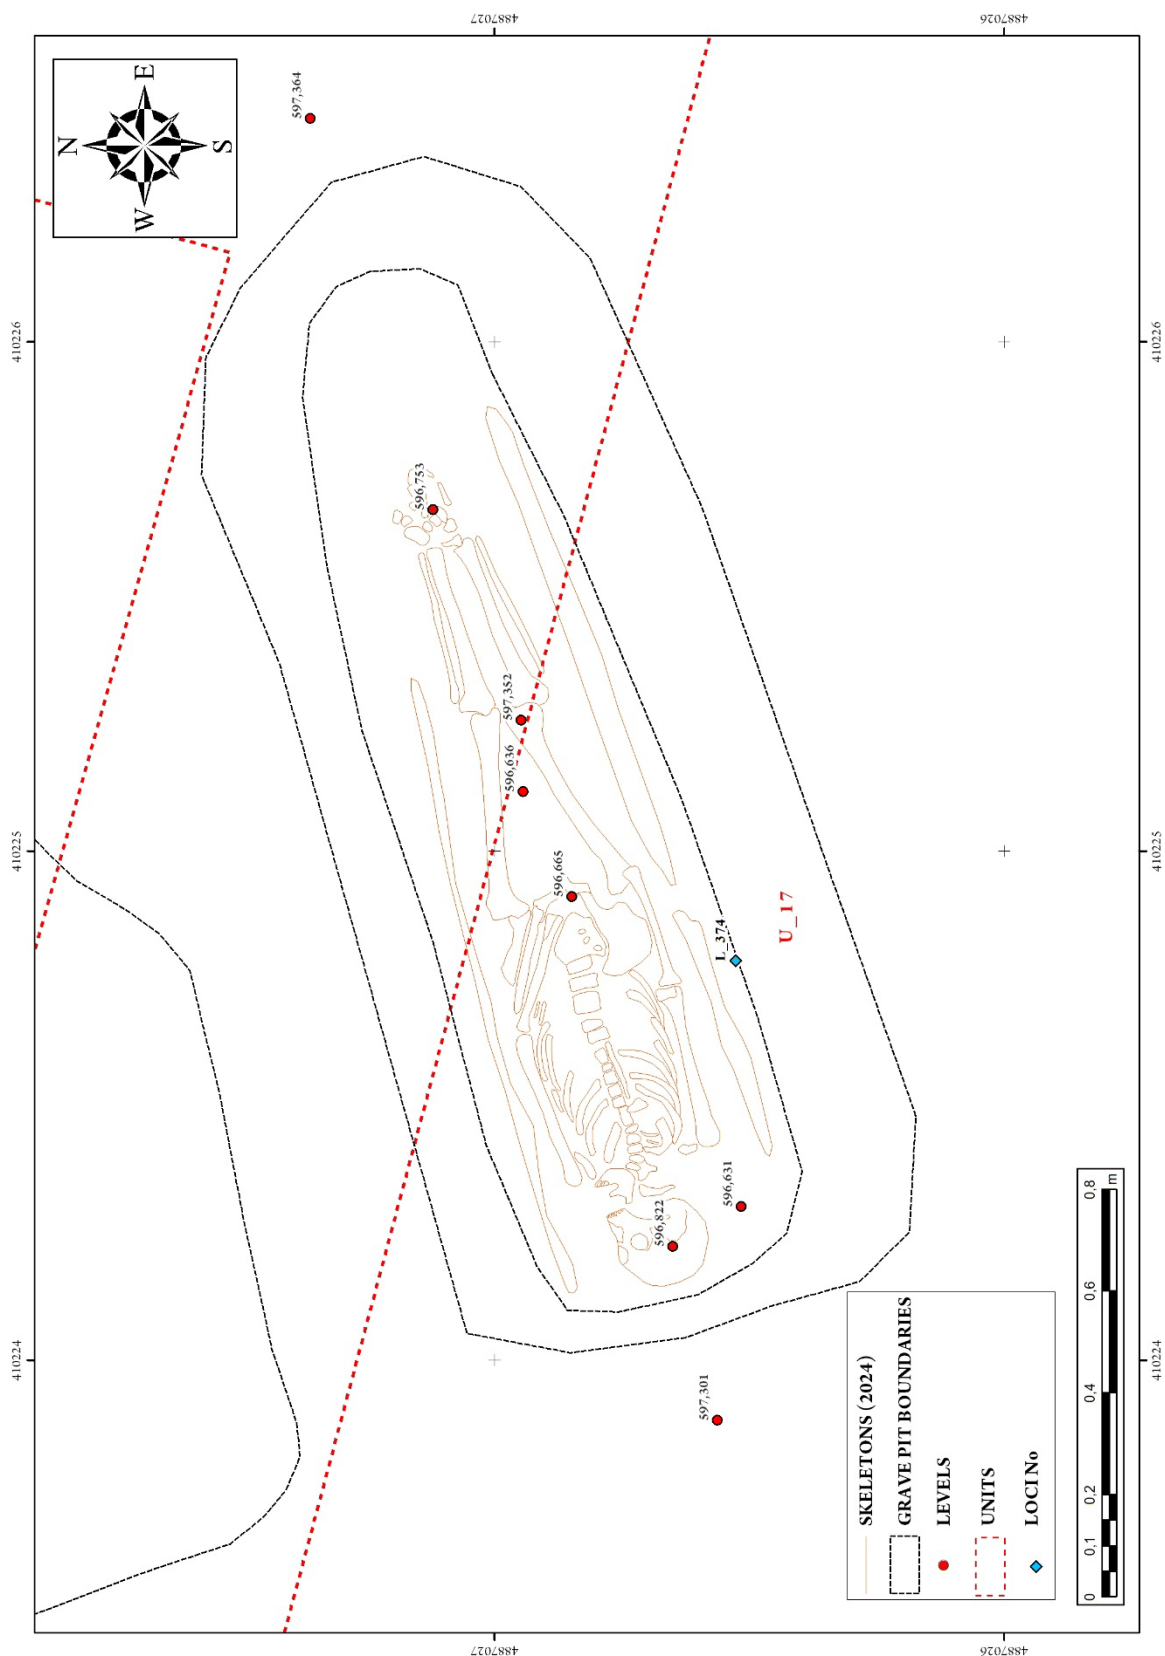 4887027
4887026
410226
410226
410225
410225
410224
410224
4887027
4887026
N
E
S
W
597,364
596,753
597,352
596,636
596,665
L_374
U_17
596,631
596,822
597,301
SKELETONS (2024)
GRAVE PIT BOUNDARIES
LEVELS
UNITS
LOCI No
0 0,1 0,2 0,4 0,6 0,8
m